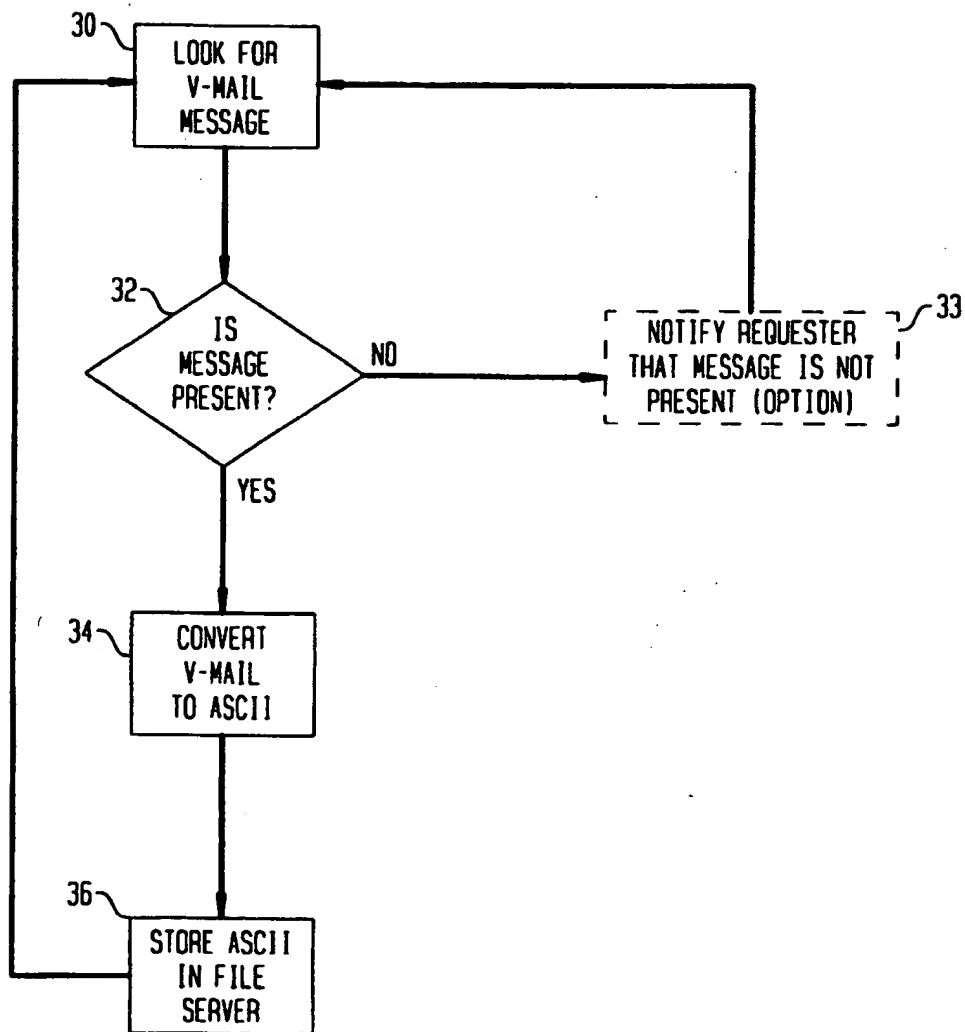 30
LOOK FOR
V-MAIL
MESSAGE
32
IS
MESSAGE
PRESENT?
NO
33
NOTIFY REQUESTER
THAT MESSAGE IS NOT
PRESENT (OPTION)
YES
34
CONVERT
V-MAIL
TO ASCII
36
STORE ASCII
IN FILE
SERVER